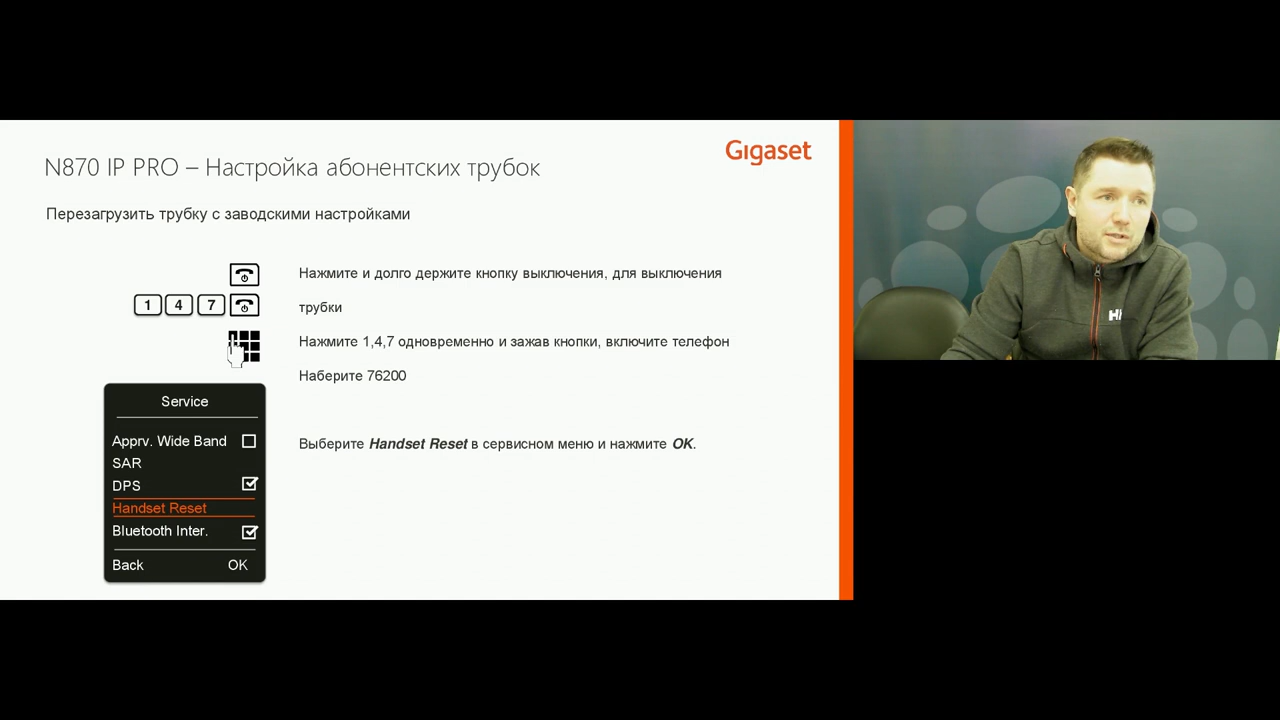 Gigaset
N870 IP PRO – Настройка абонентских трубок
Перезагрузить трубку с заводскими настройками
Нажмите и долго держите кнопку выключения, для выключения
трубки
1 4 7
Нажмите 1,4,7 одновременно и зажав кнопки, включите телефон
Наберите 76200
Service
Apprv. Wide Band
SAR
DPS
Handset Reset
Bluetooth Inter.
Back OK
Выберите Handset Reset в сервисном меню и нажмите OK.
HH